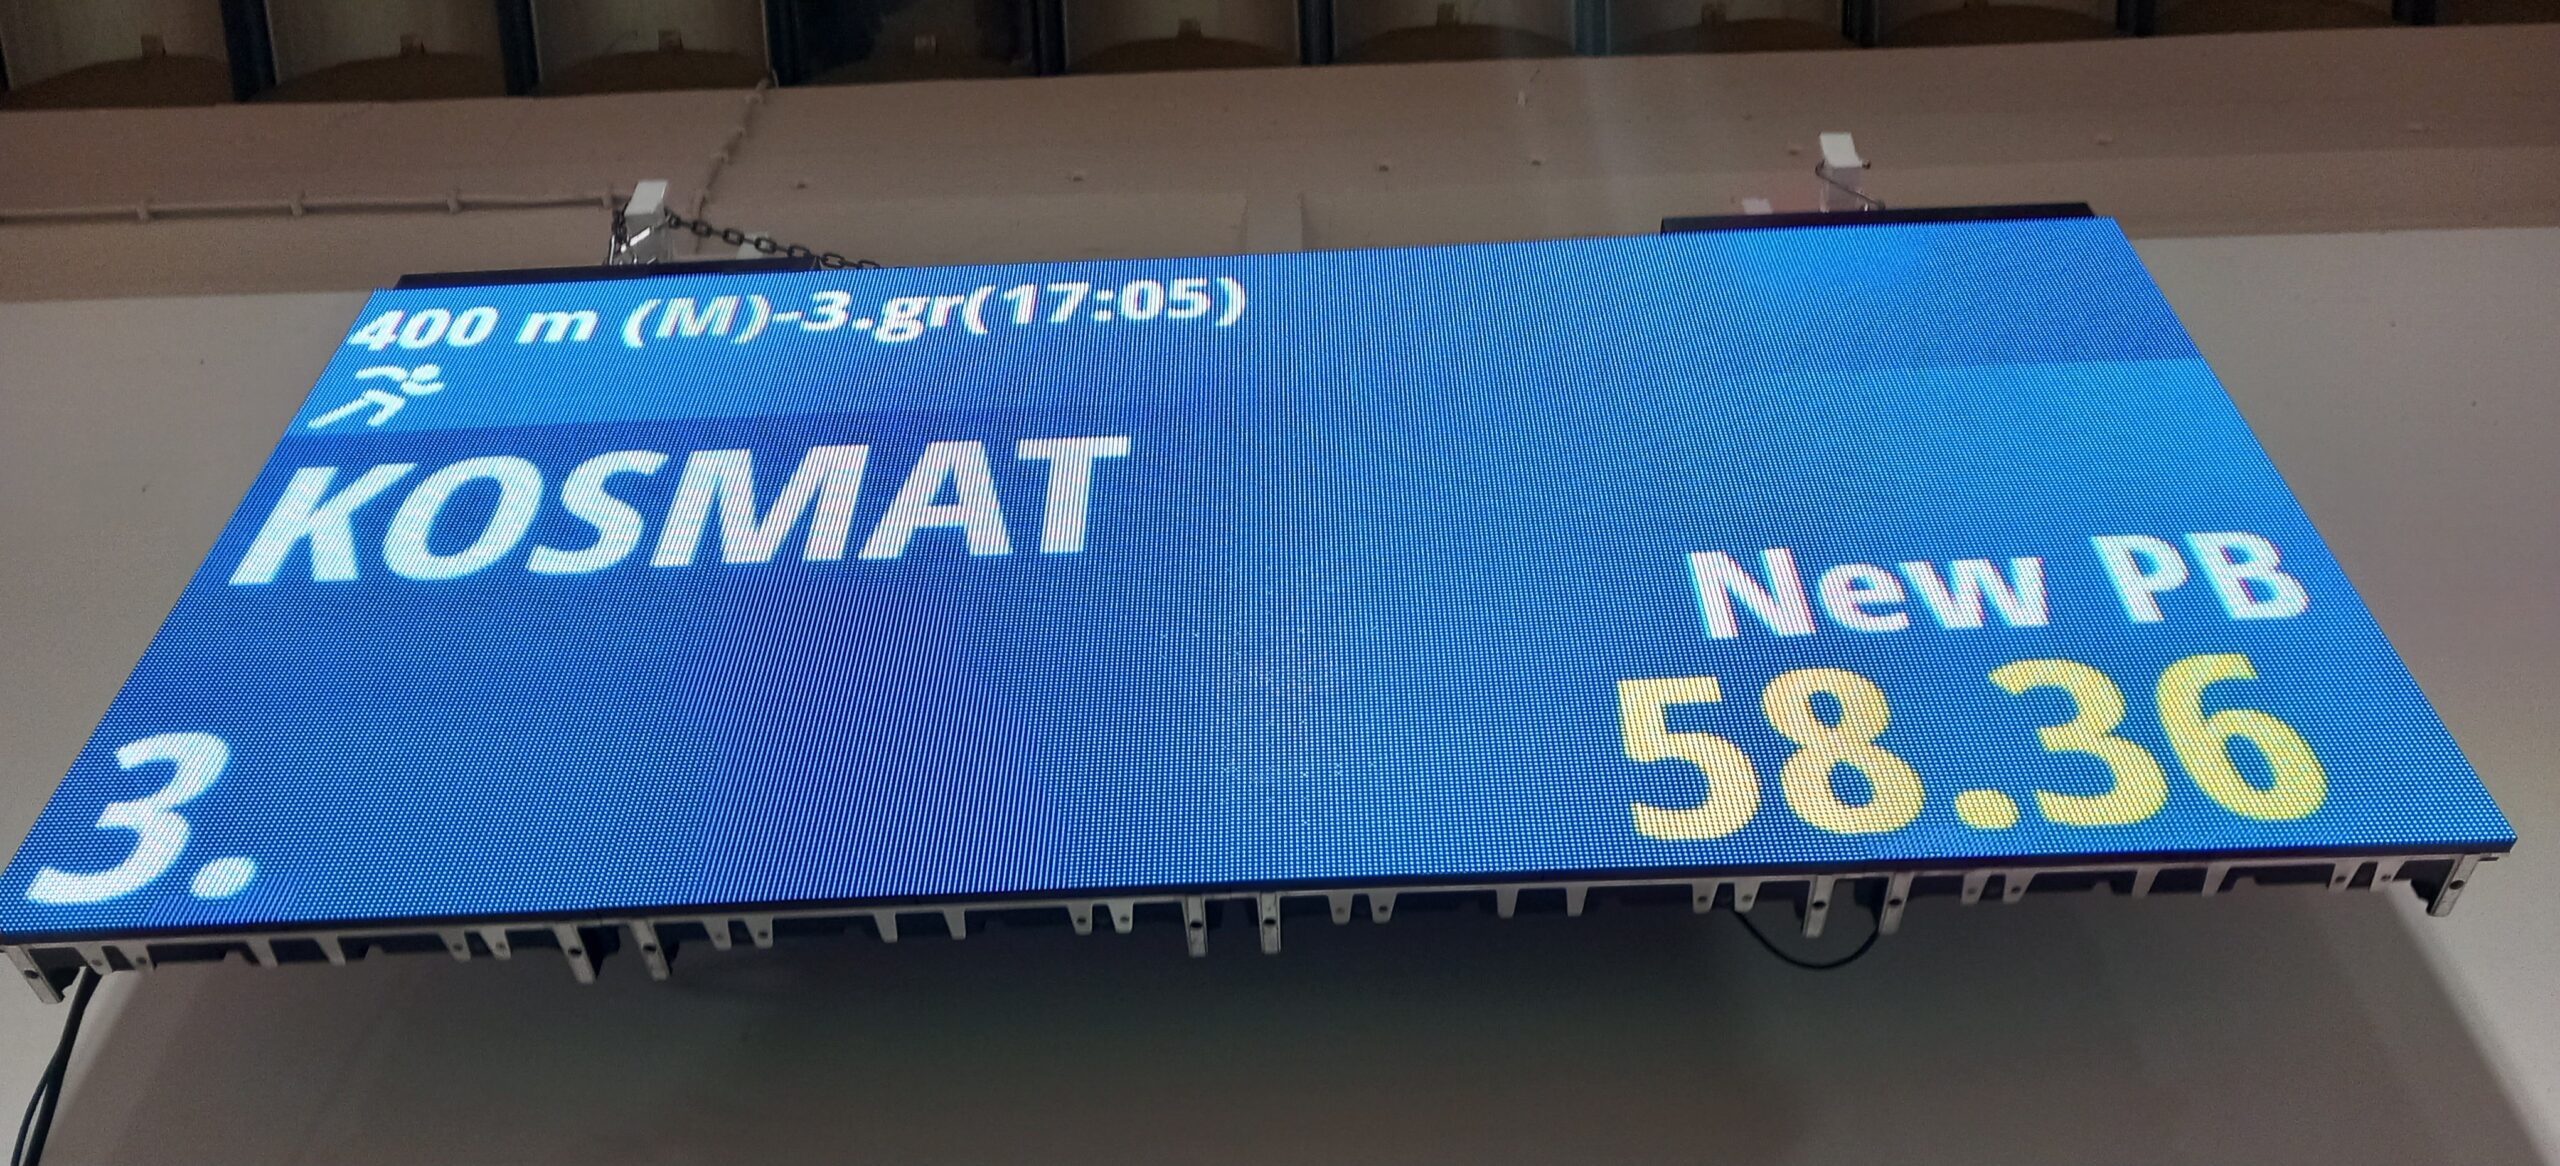 400 m (M)-3.gr(17:05)
KOSMAT
New PB
3.
58.36